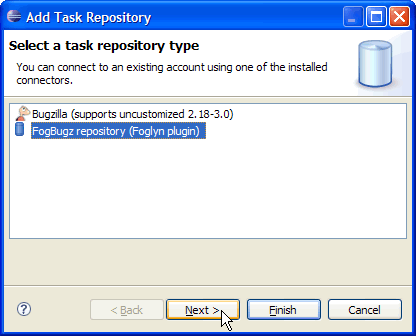 Add Task Repository
Select a task repository type
You can connect to an existing account using one of the installed
connectors.
Bugzilla (supports uncustomized 2.18-3.0)
FogBugz repository (Foglyn plugin)
? < Back Next > Finish Cancel